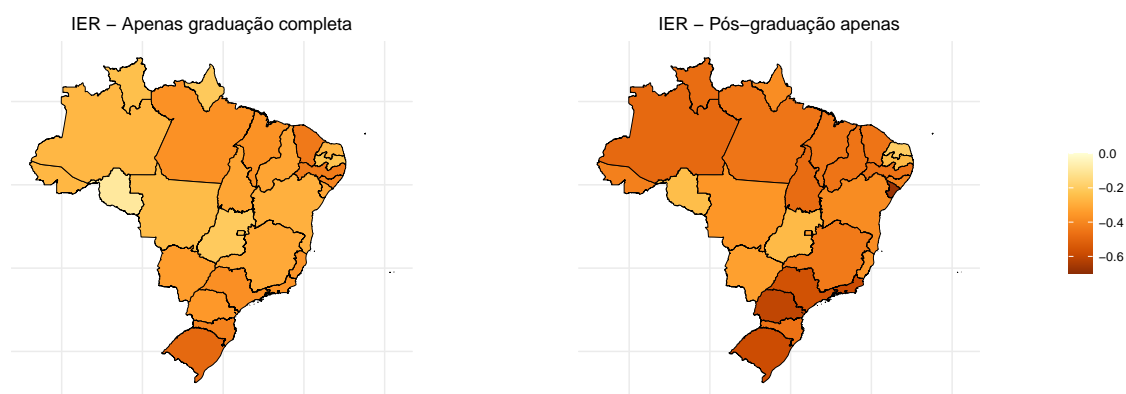 IER − Apenas graduação completa
IER − Pós−graduação apenas
0.0
−0.2
−0.4
−0.6